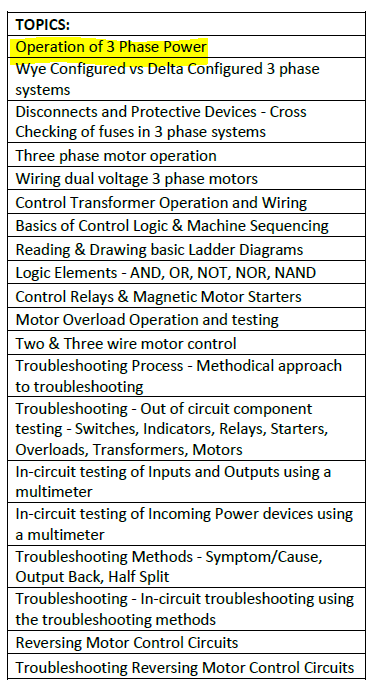 TOPICS:
Operation of 3 Phase Power
Wye Configured vs Delta Configured 3 phase
systems
Disconnects and Protective Devices - Cross
Checking of fuses in 3 phase systems
Three phase motor operation
Wiring dual voltage 3 phase motors
Control Transformer Operation and Wiring
Basics of Control Logic & Machine Sequencing
Reading & Drawing basic Ladder Diagrams
Logic Elements - AND, OR, NOT, NOR, NAND
Control Relays & Magnetic Motor Starters
Motor Overload Operation and testing
Two & Three wire motor control
Troubleshooting Process - Methodical approach
to troubleshooting
Troubleshooting - Out of circuit component
testing - Switches, Indicators, Relays, Starters,
Overloads, Transformers, Motors
In-circuit testing of Inputs and Outputs using a
multimeter
In-circuit testing of Incoming Power devices using
a multimeter
Troubleshooting Methods - Symptom/Cause,
Output Back, Half Split
Troubleshooting - In-circuit troubleshooting using
the troubleshooting methods
Reversing Motor Control Circuits
Troubleshooting Reversing Motor Control Circuits